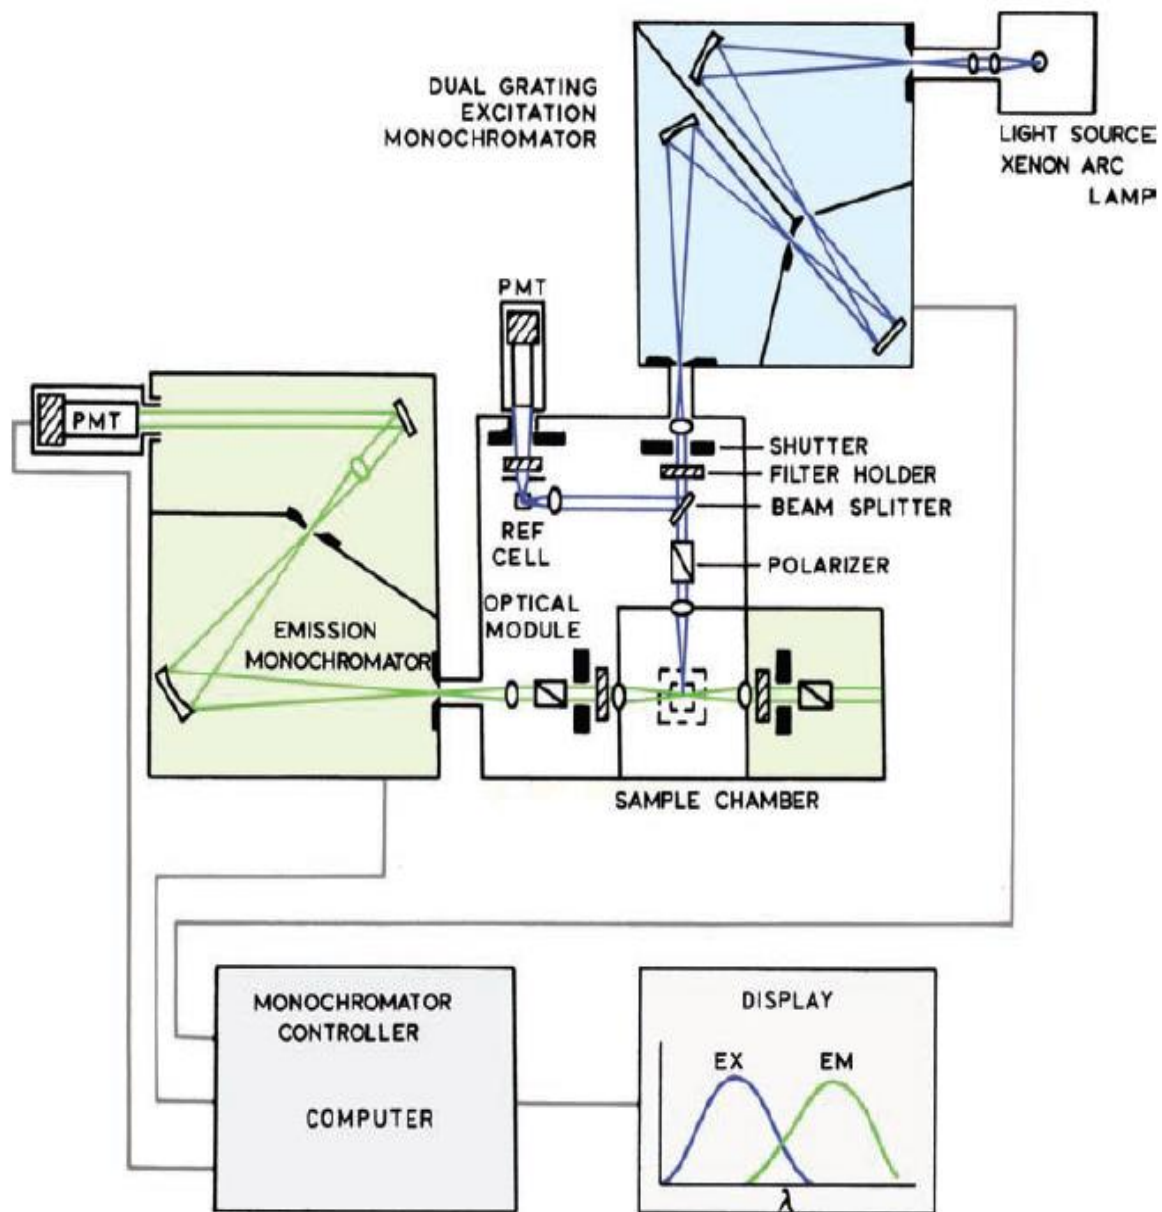 DUAL GRATING
EXCITATION
MONOCHROMATOR
LIGHT SOURCE
XENON ARC
LAMP
PMT
PMT
SHUTTER
FILTER HOLDER
BEAM SPLITTER
REF
CELL
POLARIZER
OPTICAL
MODULE
EMISSION
MONOCHROMATOR
SAMPLE CHAMBER
MONOCHROMATOR
CONTROLLER
COMPUTER
DISPLAY
EX
EM
λ